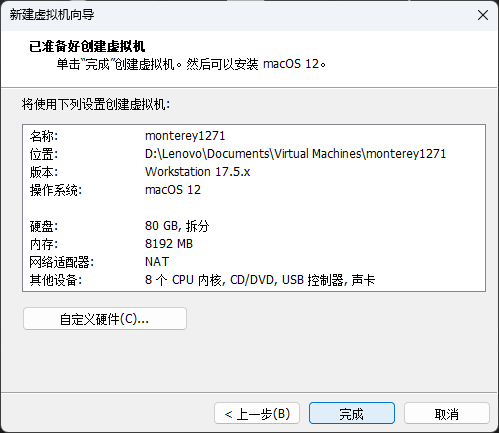 新建虚拟机向导
已准备好创建虚拟机
单击“完成”创建虚拟机。然后可以安装 macOS 12。
将使用下列设置创建虚拟机:
名称: monterey1271
位置: D:\Lenovo\Documents\Virtual Machines\monterey1271
版本: Workstation 17.5.x
操作系统: macOS 12
硬盘: 80 GB, 拆分
内存: 8192 MB
网络适配器: NAT
其他设备: 8 个 CPU 内核, CD/DVD, USB 控制器, 声卡
自定义硬件(C)...
< 上一步(B) 完成 取消